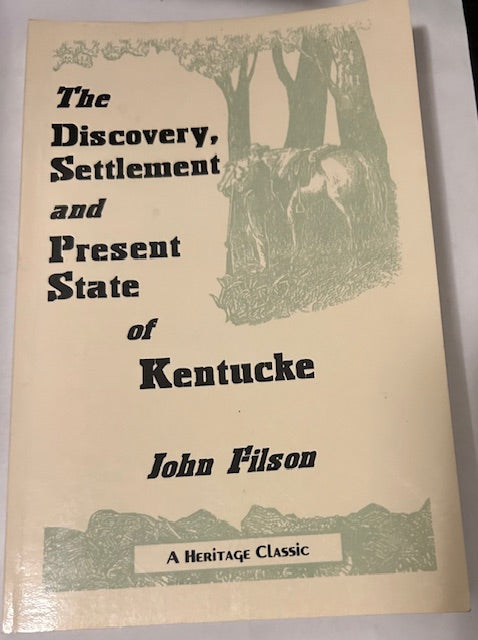 The
Discovery,
Settlement
and
Present
State
of
Kentucke
John Filson
A Heritage Classic